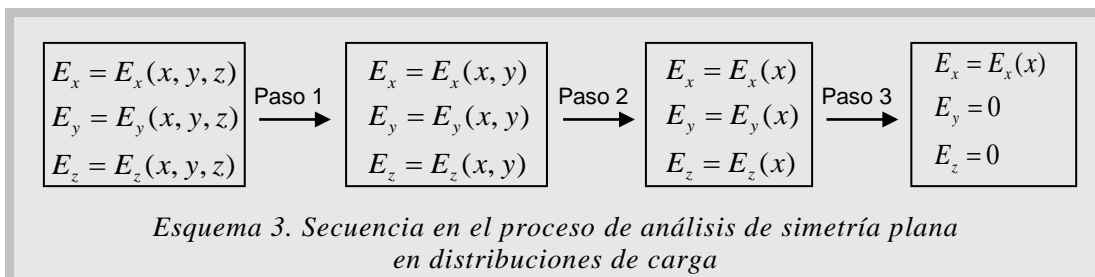 E_x = E_x(x, y, z)
E_y = E_y(x, y, z)
E_z = E_z(x, y, z)
Paso 1
E_x = E_x(x, y)
E_y = E_y(x, y)
E_z = E_z(x, y)
Paso 2
E_x = E_x(x)
E_y = E_y(x)
E_z = E_z(x)
Paso 3
E_x = E_x(x)
E_y = 0
E_z = 0
Esquema 3. Secuencia en el proceso de análisis de simetría plana
en distribuciones de carga